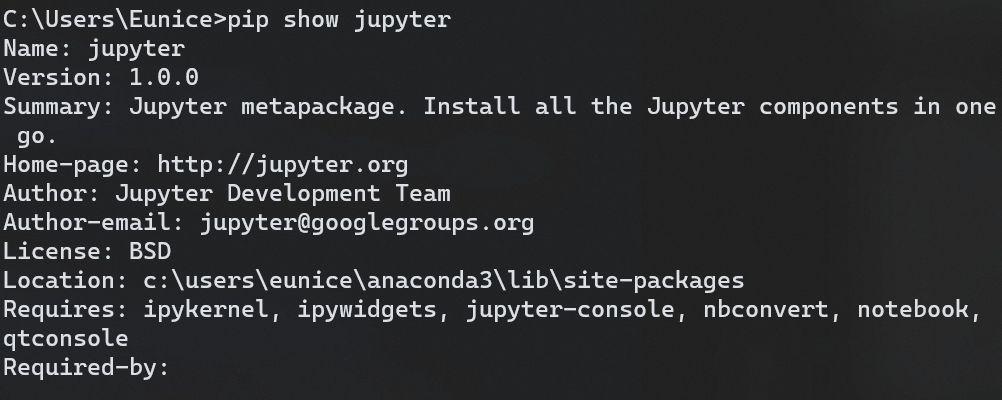 C:\Users\Eunice>pip show jupyter
Name: jupyter
Version: 1.0.0
Summary: Jupyter metapackage. Install all the Jupyter components in one
 go.
Home-page: http://jupyter.org
Author: Jupyter Development Team
Author-email: jupyter@googlegroups.org
License: BSD
Location: c:\users\eunice\anaconda3\lib\site-packages
Requires: ipykernel, ipywidgets, jupyter-console, nbconvert, notebook,
qtconsole
Required-by: